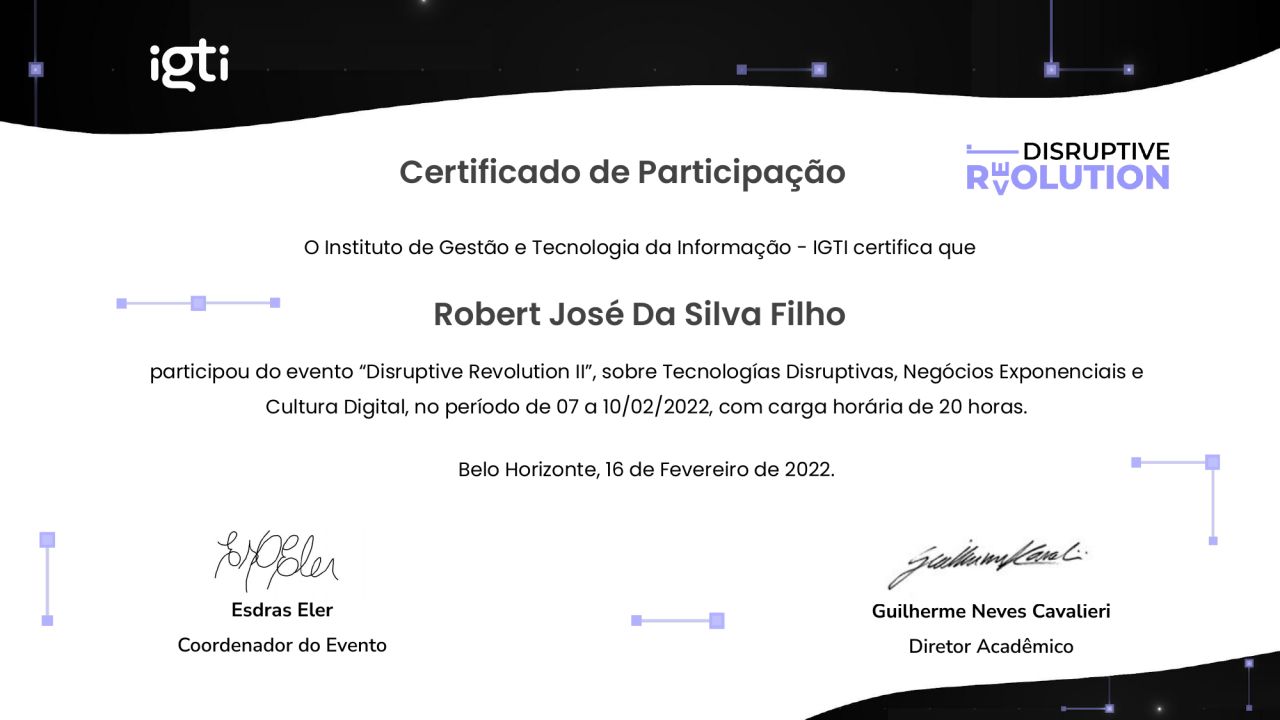 igti
DISRUPTIVE
REVOLUTION
Certificado de Participação
O Instituto de Gestão e Tecnologia da Informação - IGTI certifica que
Robert José Da Silva Filho
participou do evento “Disruptive Revolution II”, sobre Tecnologías Disruptivas, Negócios Exponenciais e
Cultura Digital, no período de 07 a 10/02/2022, com carga horária de 20 horas.
Belo Horizonte, 16 de Fevereiro de 2022.
Esdras Eler
Coordenador do Evento
Guilherme Neves Cavalieri
Diretor Acadêmico